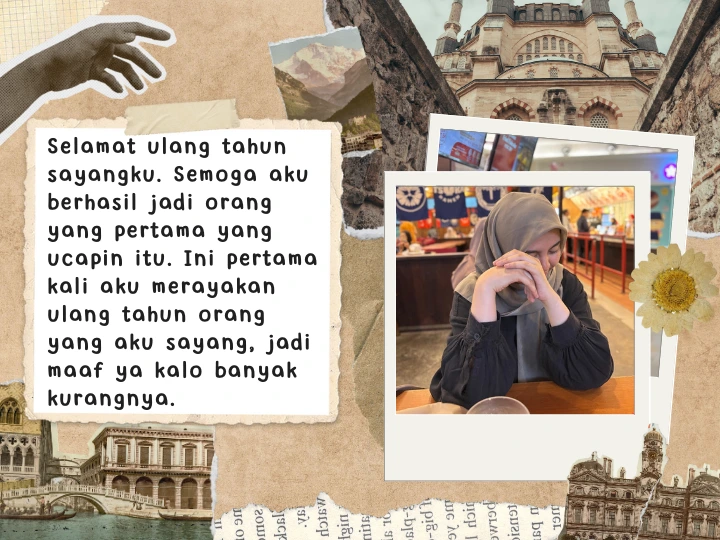 Selamat ulang tahun
sayangku. Semoga aku
berhasil jadi orang
yang pertama yang
ucapin itu. Ini pertama
kali aku merayakan
ulang tahun orang
yang aku sayang, jadi
maaf ya kalo banyak
kurangnya.